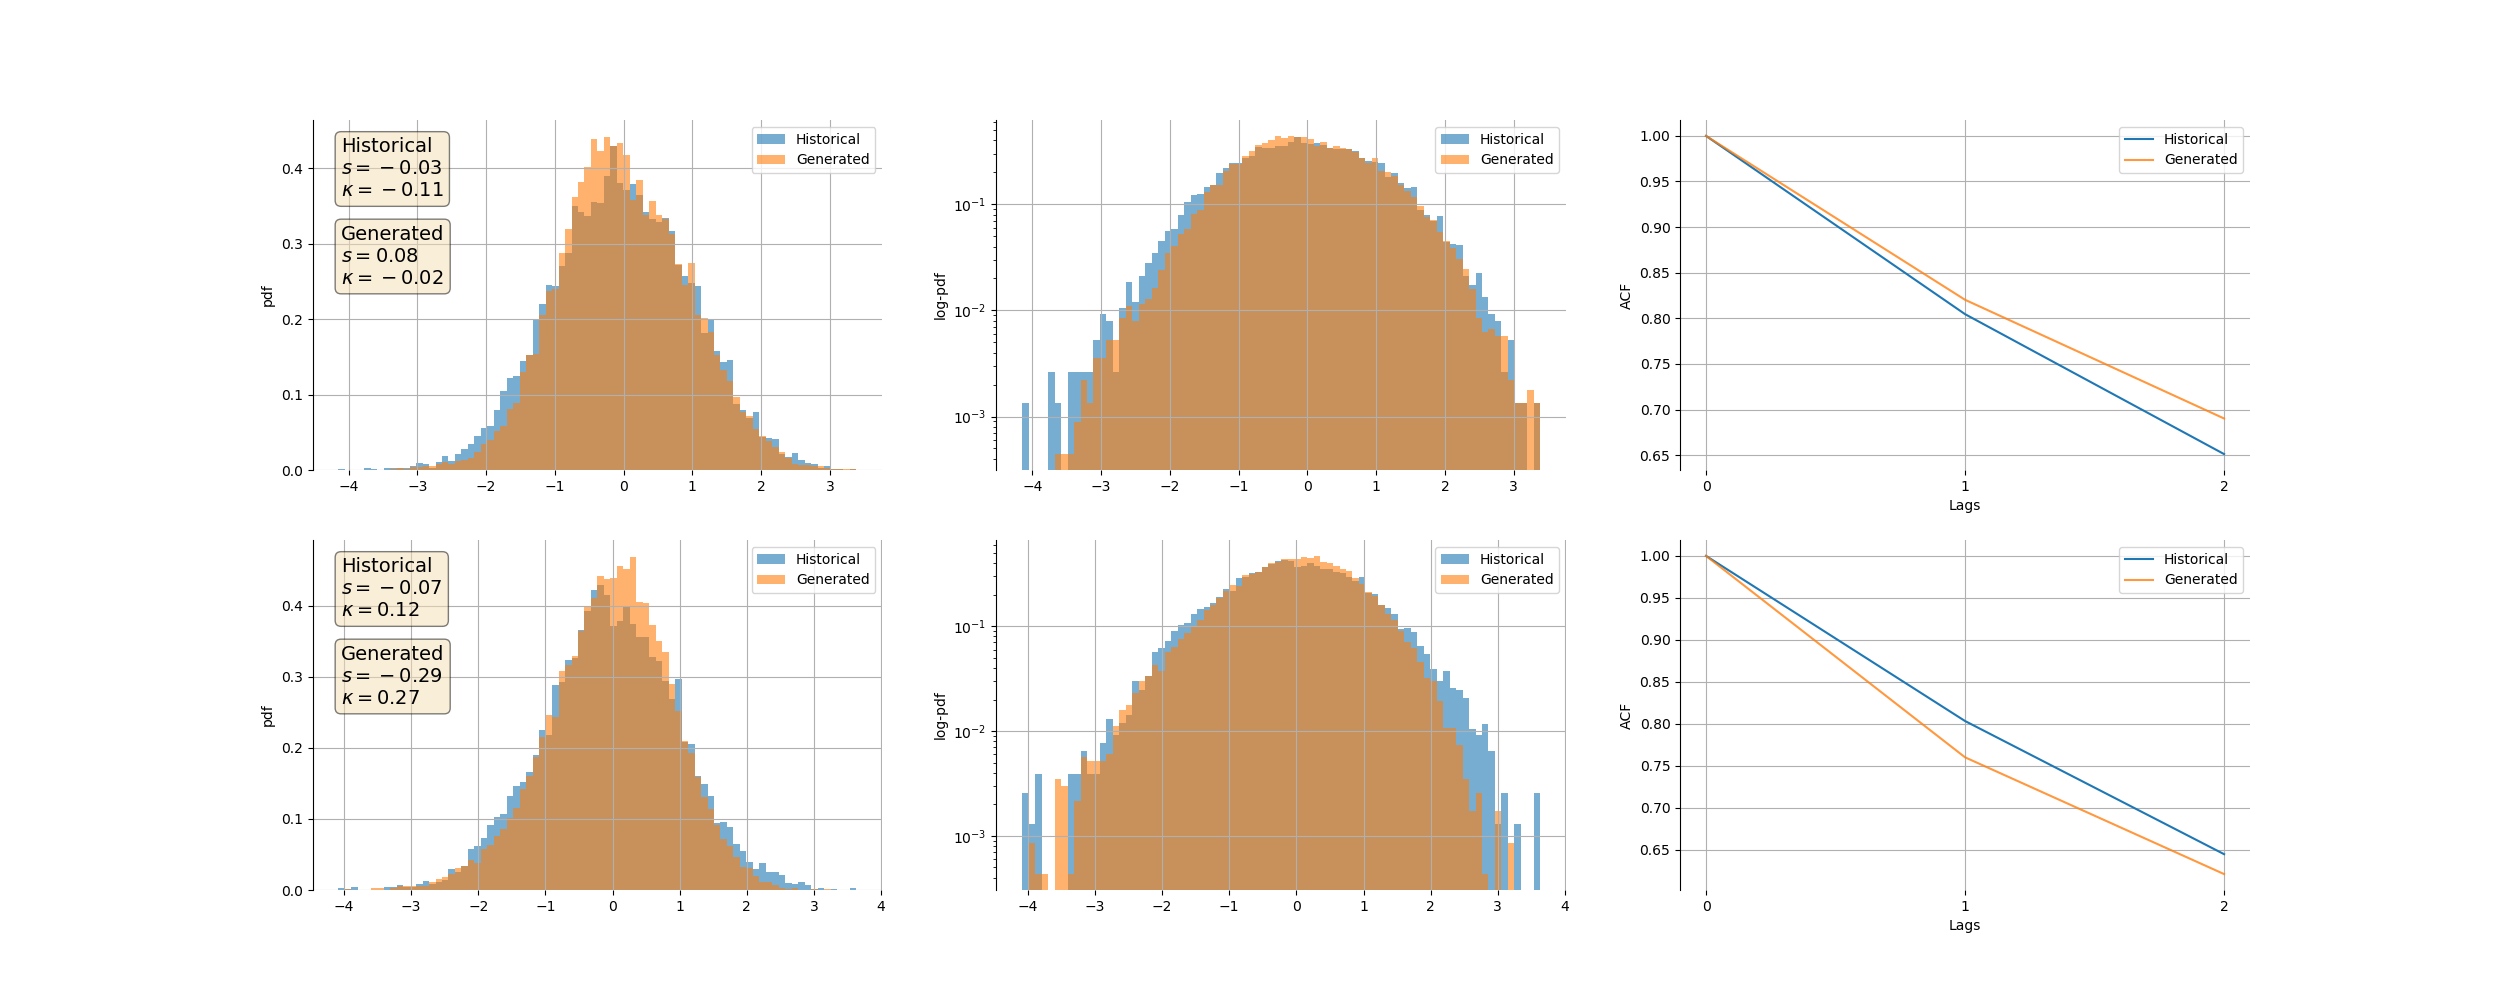 Historical
s = −0.03
κ = −0.11
Generated
s = 0.08
κ = −0.02
Historical
Generated
pdf
0.4
0.3
0.2
0.1
0.0
−4 −3 −2 −1 0 1 2 3
Historical
Generated
log-pdf
10⁻¹
10⁻²
10⁻³
−4 −3 −2 −1 0 1 2 3
Historical
Generated
ACF
1.00
0.95
0.90
0.85
0.80
0.75
0.70
0.65
0 1 2
Lags
Historical
s = −0.07
κ = 0.12
Generated
s = −0.29
κ = 0.27
Historical
Generated
pdf
0.4
0.3
0.2
0.1
0.0
−4 −3 −2 −1 0 1 2 3 4
Historical
Generated
log-pdf
10⁻¹
10⁻²
10⁻³
−4 −3 −2 −1 0 1 2 3 4
Historical
Generated
ACF
1.00
0.95
0.90
0.85
0.80
0.75
0.70
0.65
0 1 2
Lags